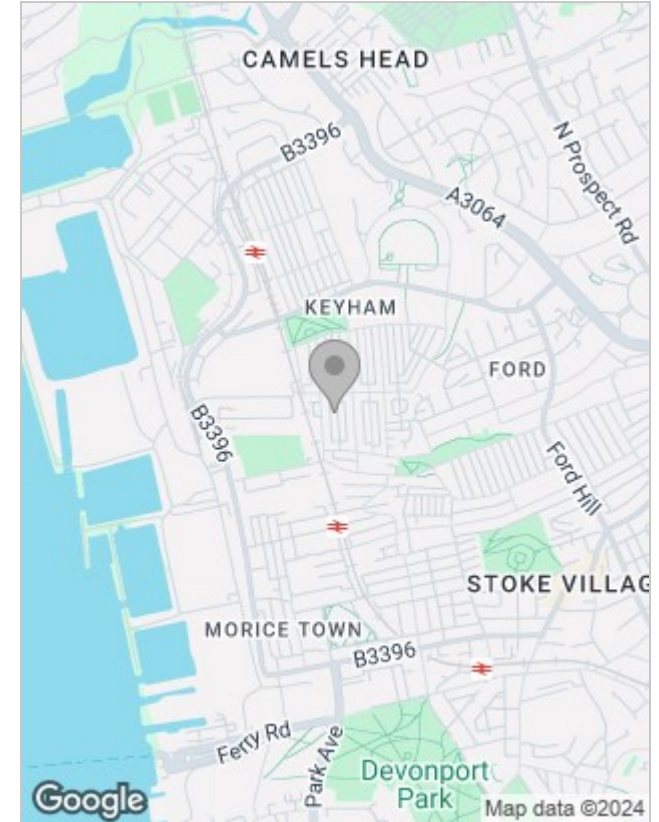 CAMELS HEAD
B3396
N Prospect Rd
A3064
KEYHAM
FORD
B3396
Ford Hill
STOKE VILLAG
MORICE TOWN
B3396
Ferry Rd
Park Ave
Devonport
Park
Google
Map data ©2024